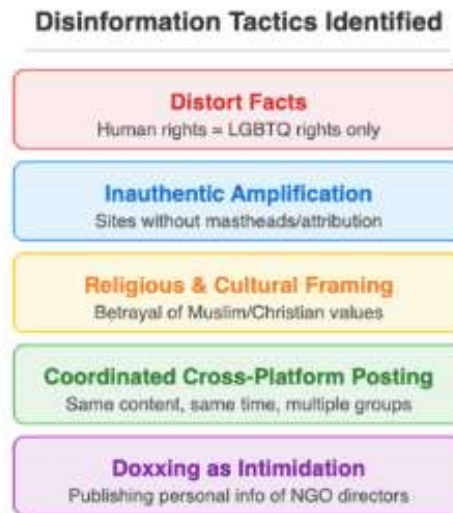 Disinformation Tactics Identified
Distort Facts
Human rights = LGBTQ rights only
Inauthentic Amplification
Sites without mastheads/attribution
Religious & Cultural Framing
Betrayal of Muslim/Christian values
Coordinated Cross-Platform Posting
Same content, same time, multiple groups
Doxxing as Intimidation
Publishing personal info of NGO directors